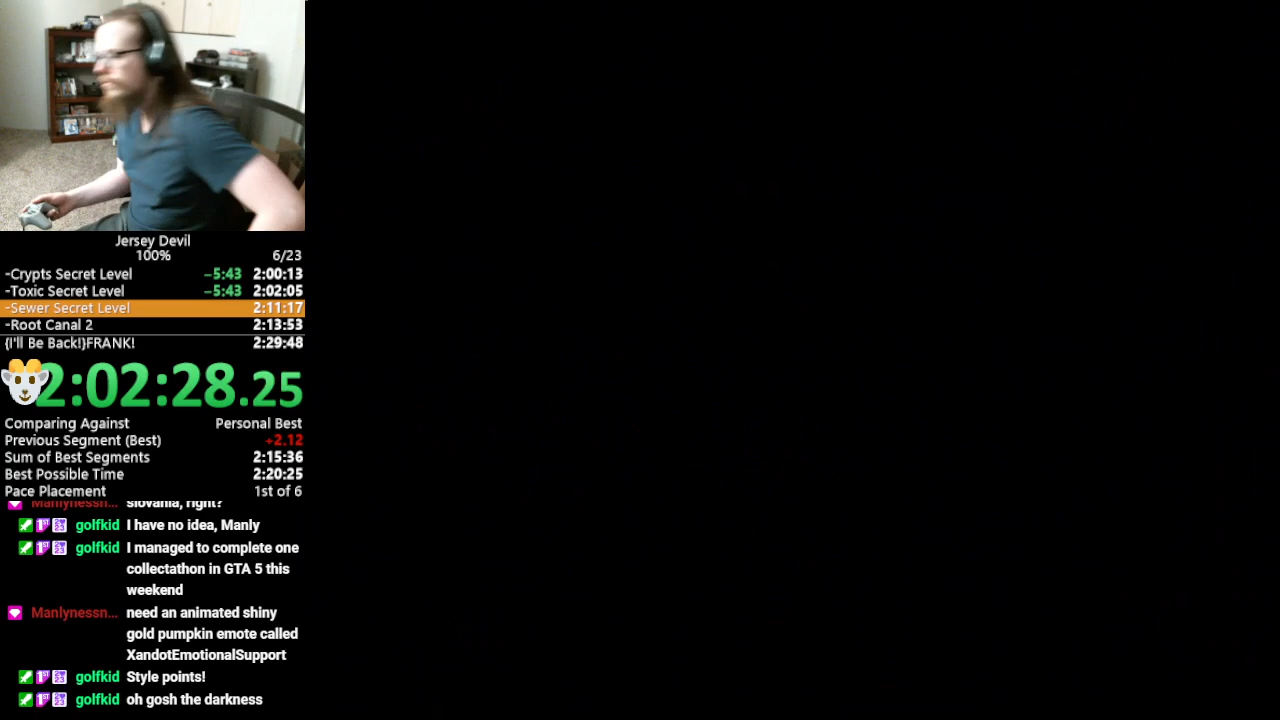 Jersey Devil
100% 6/23
-Crypts Secret Level −5:43 2:00:13
-Toxic Secret Level −5:43 2:02:05
-Sewer Secret Level 2:11:17
-Root Canal 2 2:13:53
{I'll Be Back!}FRANK! 2:29:48
2:02:28.25
Comparing Against Personal Best
Previous Segment (Best) +2.12
Sum of Best Segments 2:15:36
Best Possible Time 2:20:25
Pace Placement 1st of 6
Manlynessn... slovania, right?
golfkid I have no idea, Manly
golfkid I managed to complete one
collectathon in GTA 5 this
weekend
Manlynessn... need an animated shiny
gold pumpkin emote called
XandotEmotionalSupport
golfkid Style points!
golfkid oh gosh the darkness